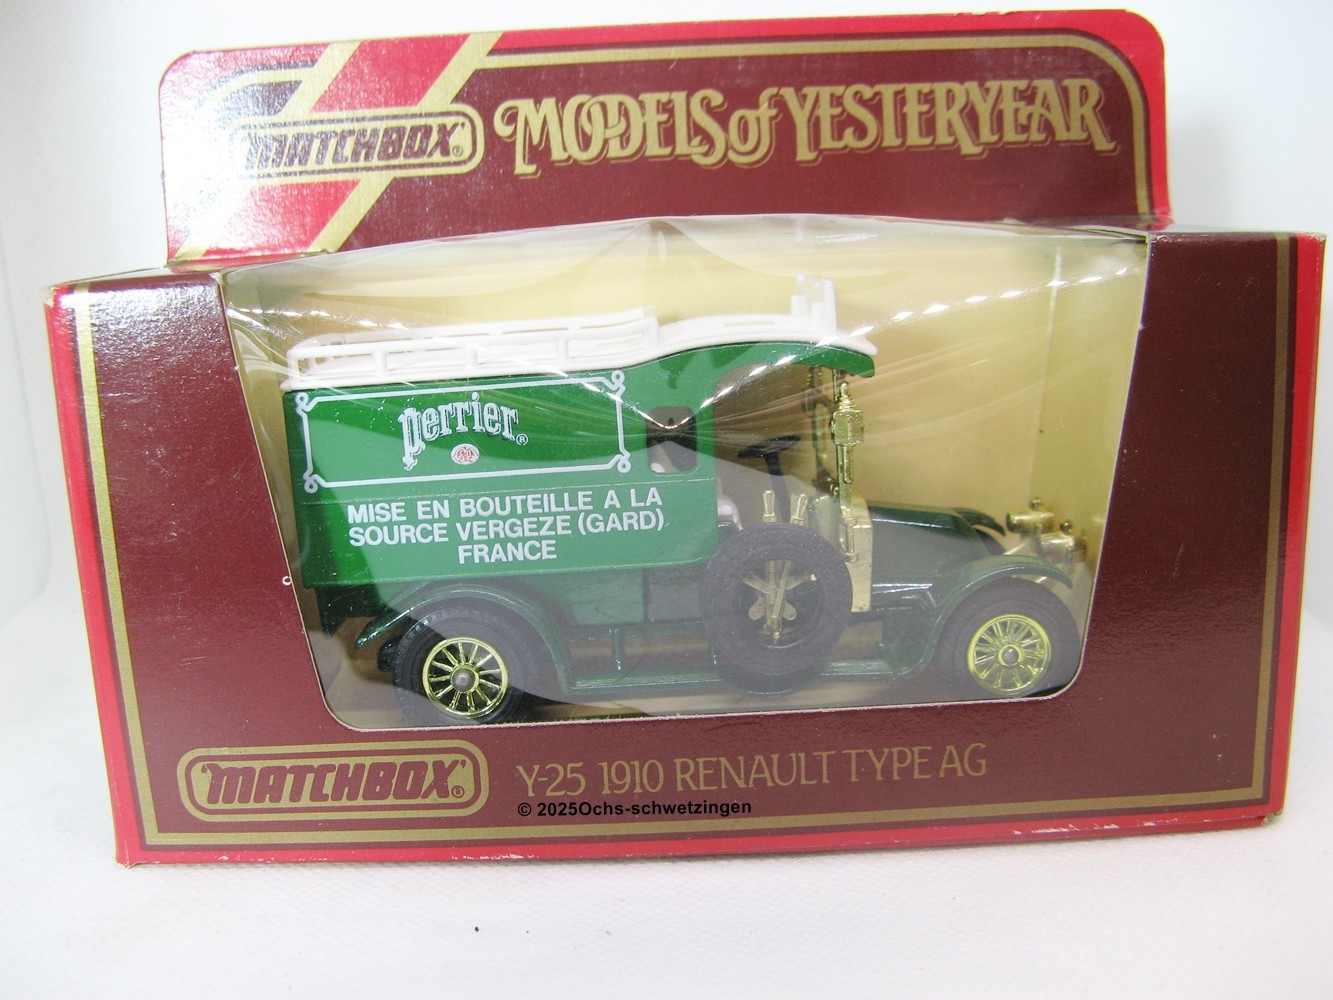 MATCHBOX®
MODELS of YESTERYEAR
perrier®
MISE EN BOUTEILLE A LA
SOURCE VERGEZE (GARD)
FRANCE
"MATCHBOX"®
Y-25 1910 RENAULT TYPE AG
© 2025Ochs-schwetzingen